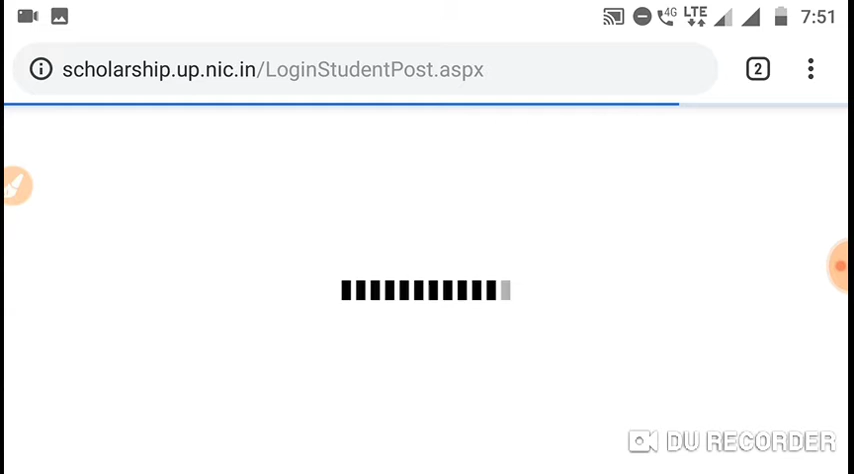 4G LTE 7:51
scholarship.up.nic.in/LoginStudentPost.aspx 2
DU RECORDER